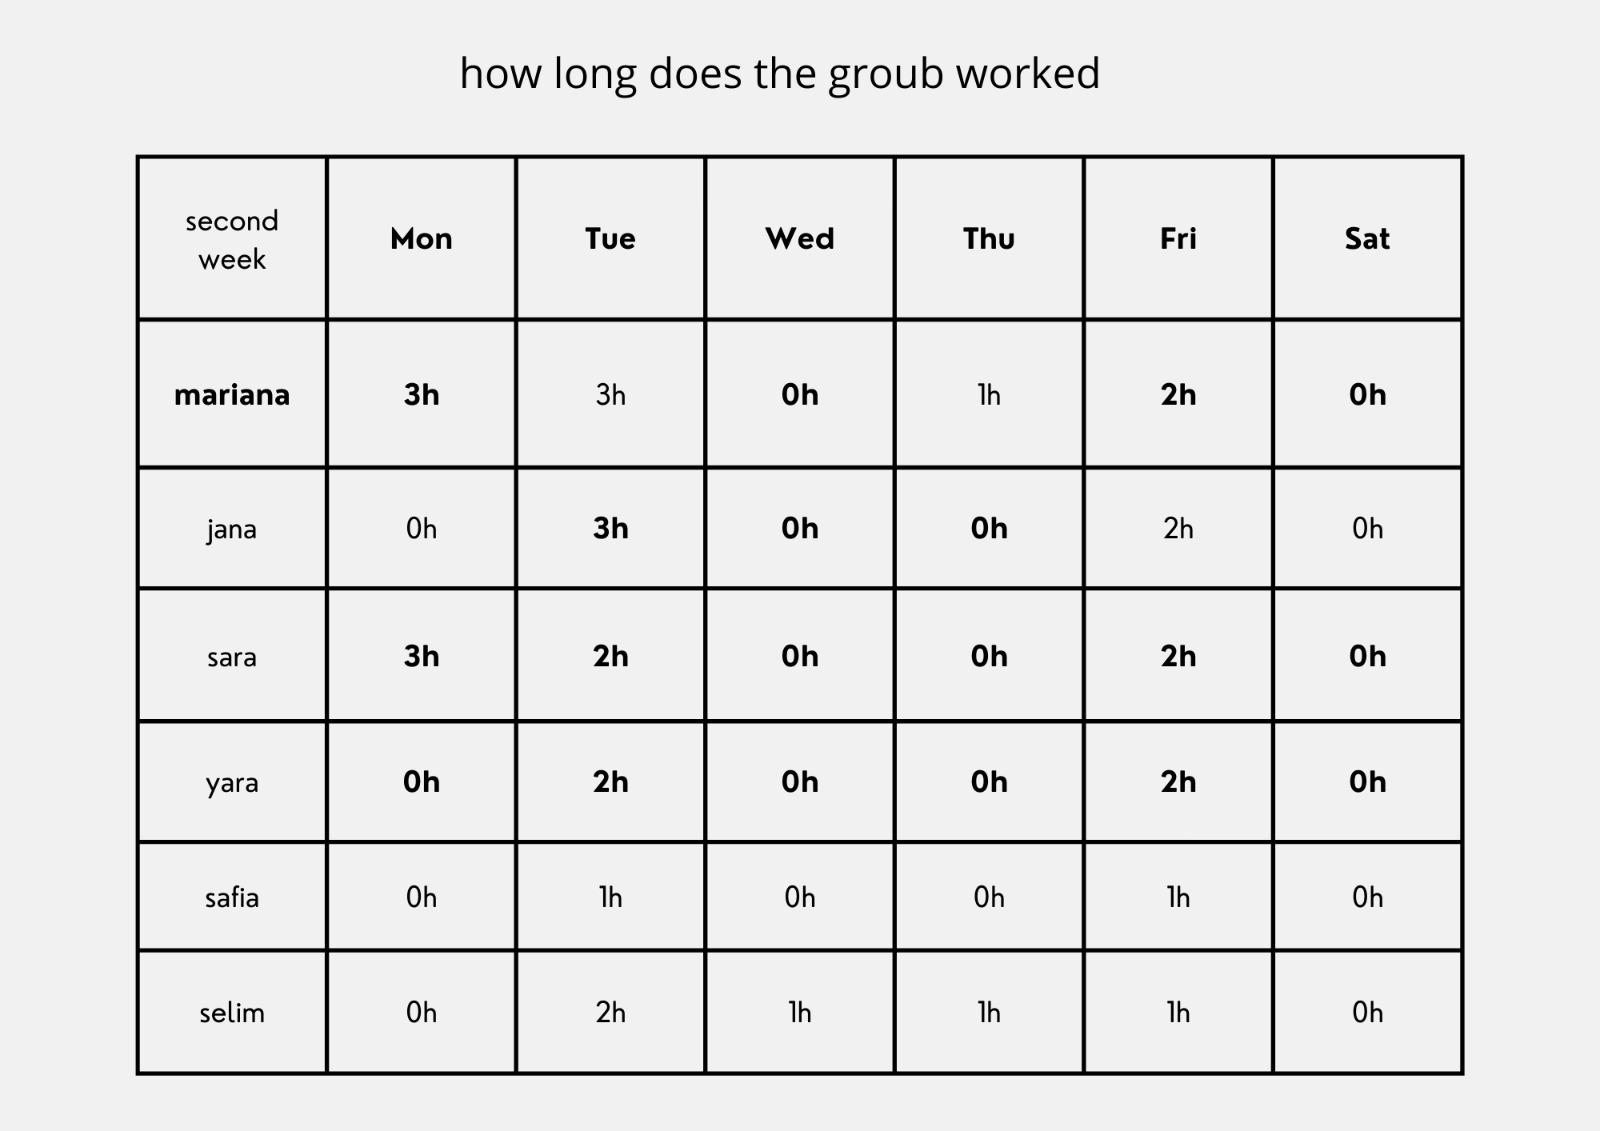 how long does the groub worked
second
week
Mon Tue Wed Thu Fri Sat
mariana 3h 3h 0h 1h 2h 0h
jana 0h 3h 0h 0h 2h 0h
sara 3h 2h 0h 0h 2h 0h
yara 0h 2h 0h 0h 2h 0h
safia 0h 1h 0h 0h 1h 0h
selim 0h 2h 1h 1h 1h 0h